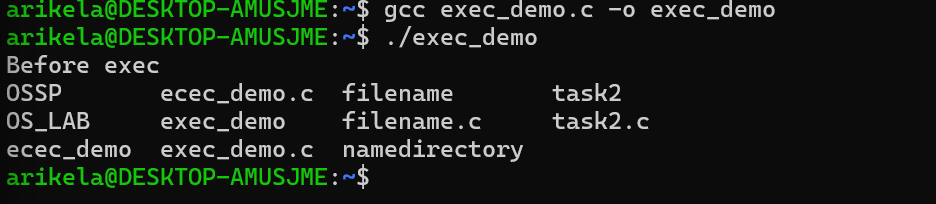 arikela@DESKTOP-AMUSJME:~$ gcc exec_demo.c -o exec_demo
arikela@DESKTOP-AMUSJME:~$ ./exec_demo
Before exec
OSSP       ecec_demo.c  filename       task2
OS_LAB     exec_demo    filename.c     task2.c
ecec_demo  exec_demo.c  namedirectory
arikela@DESKTOP-AMUSJME:~$